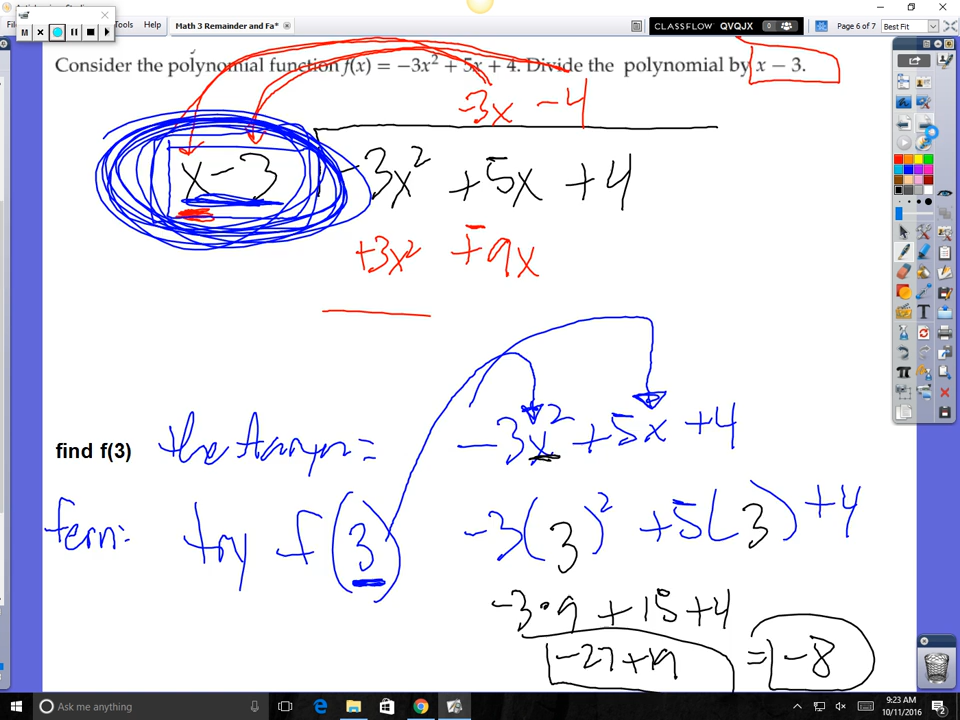 Math 3 Remainder and Fa*
M
Tools Help
CLASSFLOW QVQJX 0
Page 6 of 7 Best Fit
Consider the polynomial function f(x) = −3x² + 5x + 4. Divide the polynomial by x − 3.
-3x -4
x-3 -3x² +5x +4
+3x² -9x
-3x² +5x +4
find f(3) the =
try f(3) -3(3)² +5(3) +4
-3·9 +15+4
-27+19 = -8
Ask me anything
9:23 AM
10/11/2016
2